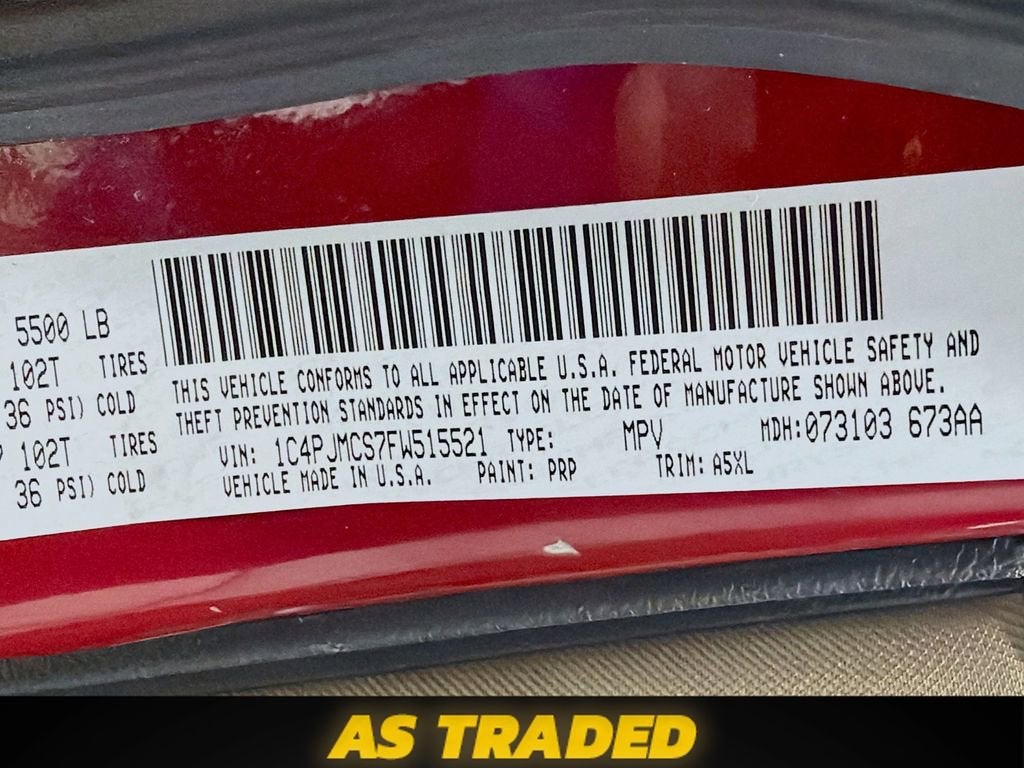 5500 LB
102T TIRES
36 PSI) COLD
102T TIRES
36 PSI) COLD
THIS VEHICLE CONFORMS TO ALL APPLICABLE U.S.A. FEDERAL MOTOR VEHICLE SAFETY AND
THEFT PREVENTION STANDARDS IN EFFECT ON THE DATE OF MANUFACTURE SHOWN ABOVE.
VIN: 1C4PJMCS7FW515521 TYPE: MPV MDH:073103 673AA
VEHICLE MADE IN U.S.A. PAINT: PRP TRIM: A5XL
AS TRADED